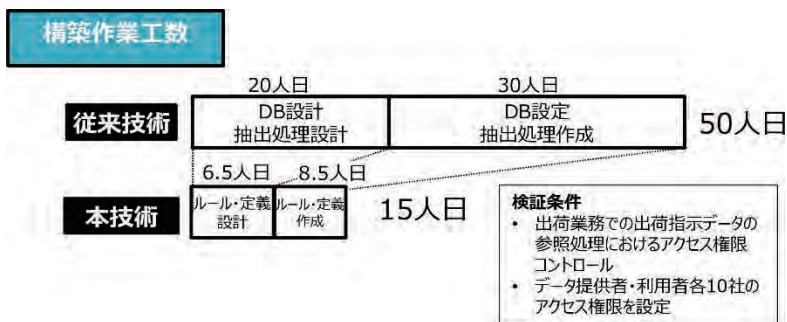 構築作業工数
20人日
30人日
従来技術
DB設計
抽出処理設計
DB設定
抽出処理作成
50人日
6.5人日
8.5人日
本技術
ルール・定義
設計
ルール・定義
作成
15人日
検証条件
• 出荷業務での出荷指示データの
参照処理におけるアクセス権限
コントロール
• データ提供者・利用者各10社の
アクセス権限を設定